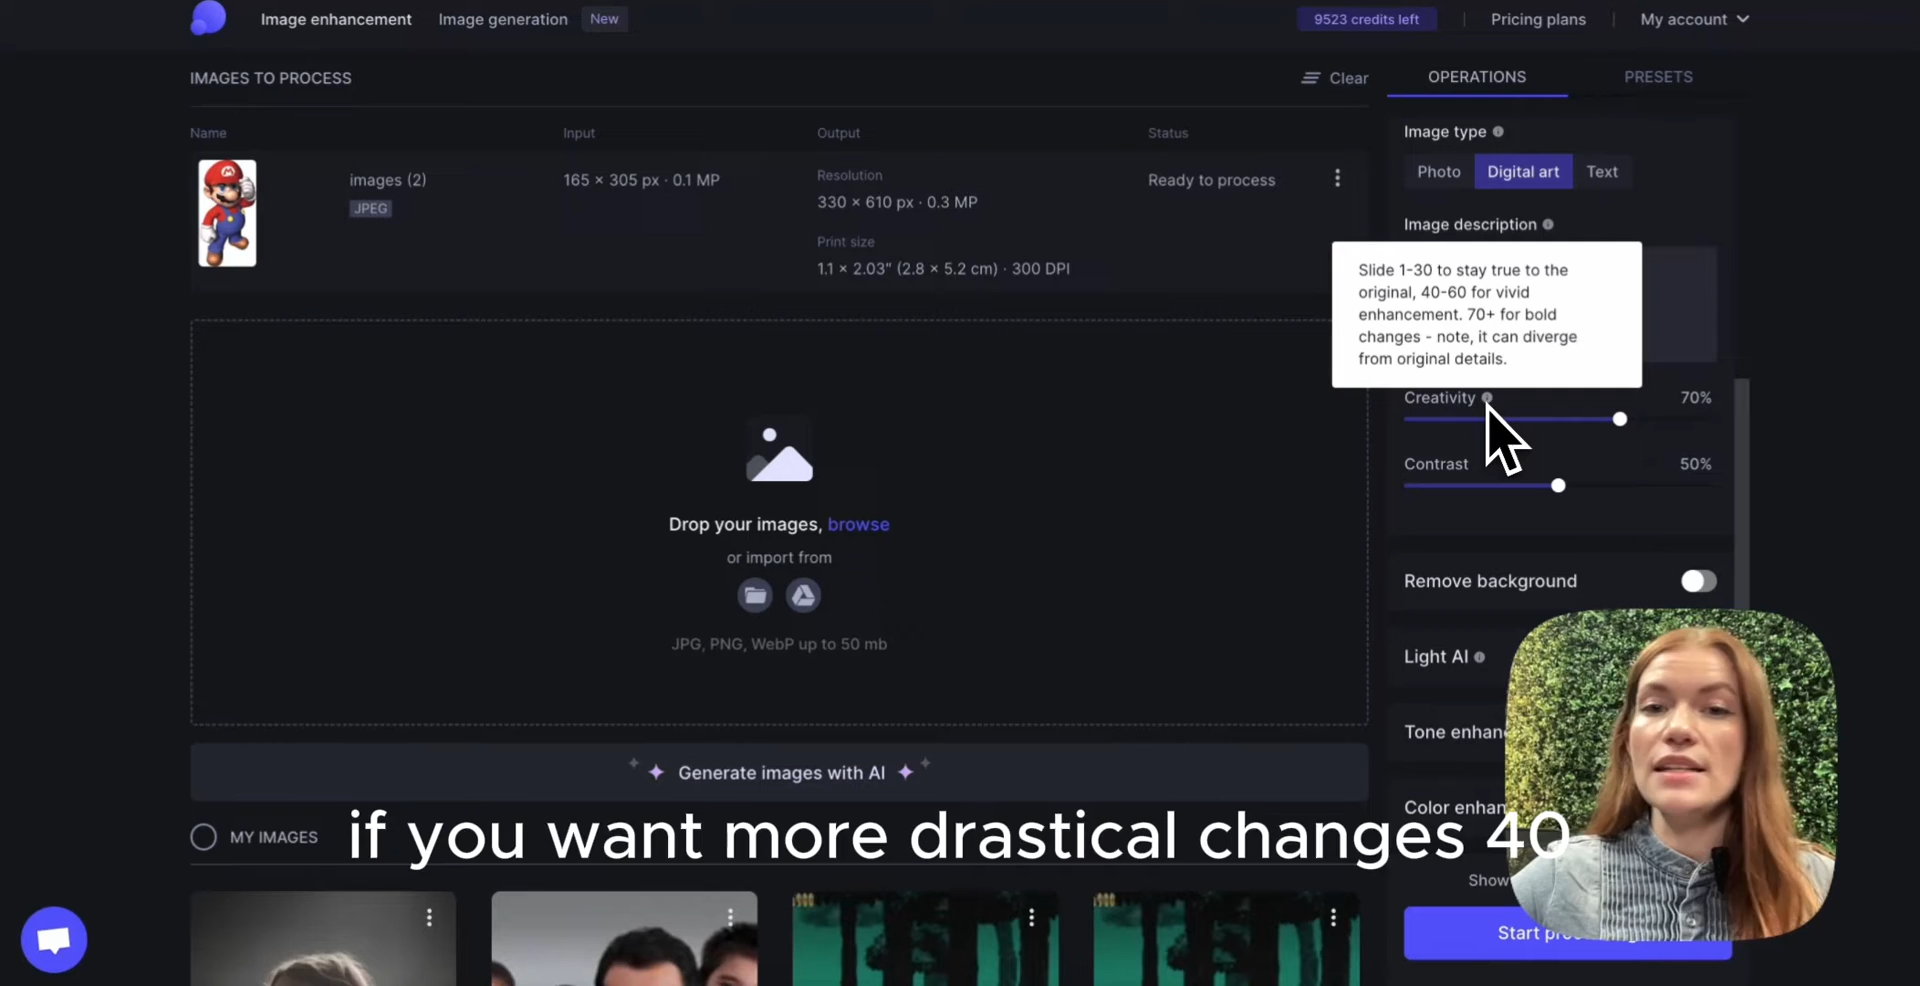 Image enhancement
Image generation
New
9523 credits left
Pricing plans
My account
IMAGES TO PROCESS
Clear
OPERATIONS
PRESETS
Name
Input
Output
Status
images (2)
JPEG
165 × 305 px · 0.1 MP
Resolution
330 × 610 px · 0.3 MP
Print size
1.1 × 2.03" (2.8 × 5.2 cm) · 300 DPI
Ready to process
Image type
Photo
Digital art
Text
Image description
Slide 1-30 to stay true to the
original, 40-60 for vivid
enhancement. 70+ for bold
changes - note, it can diverge
from original details.
Creativity
70%
Contrast
50%
Remove background
Light AI
Tone
Color
Show
Start
Drop your images, browse
or import from
JPG, PNG, WebP up to 50 mb
Generate images with AI
MY IMAGES
if you want more drastical changes 40